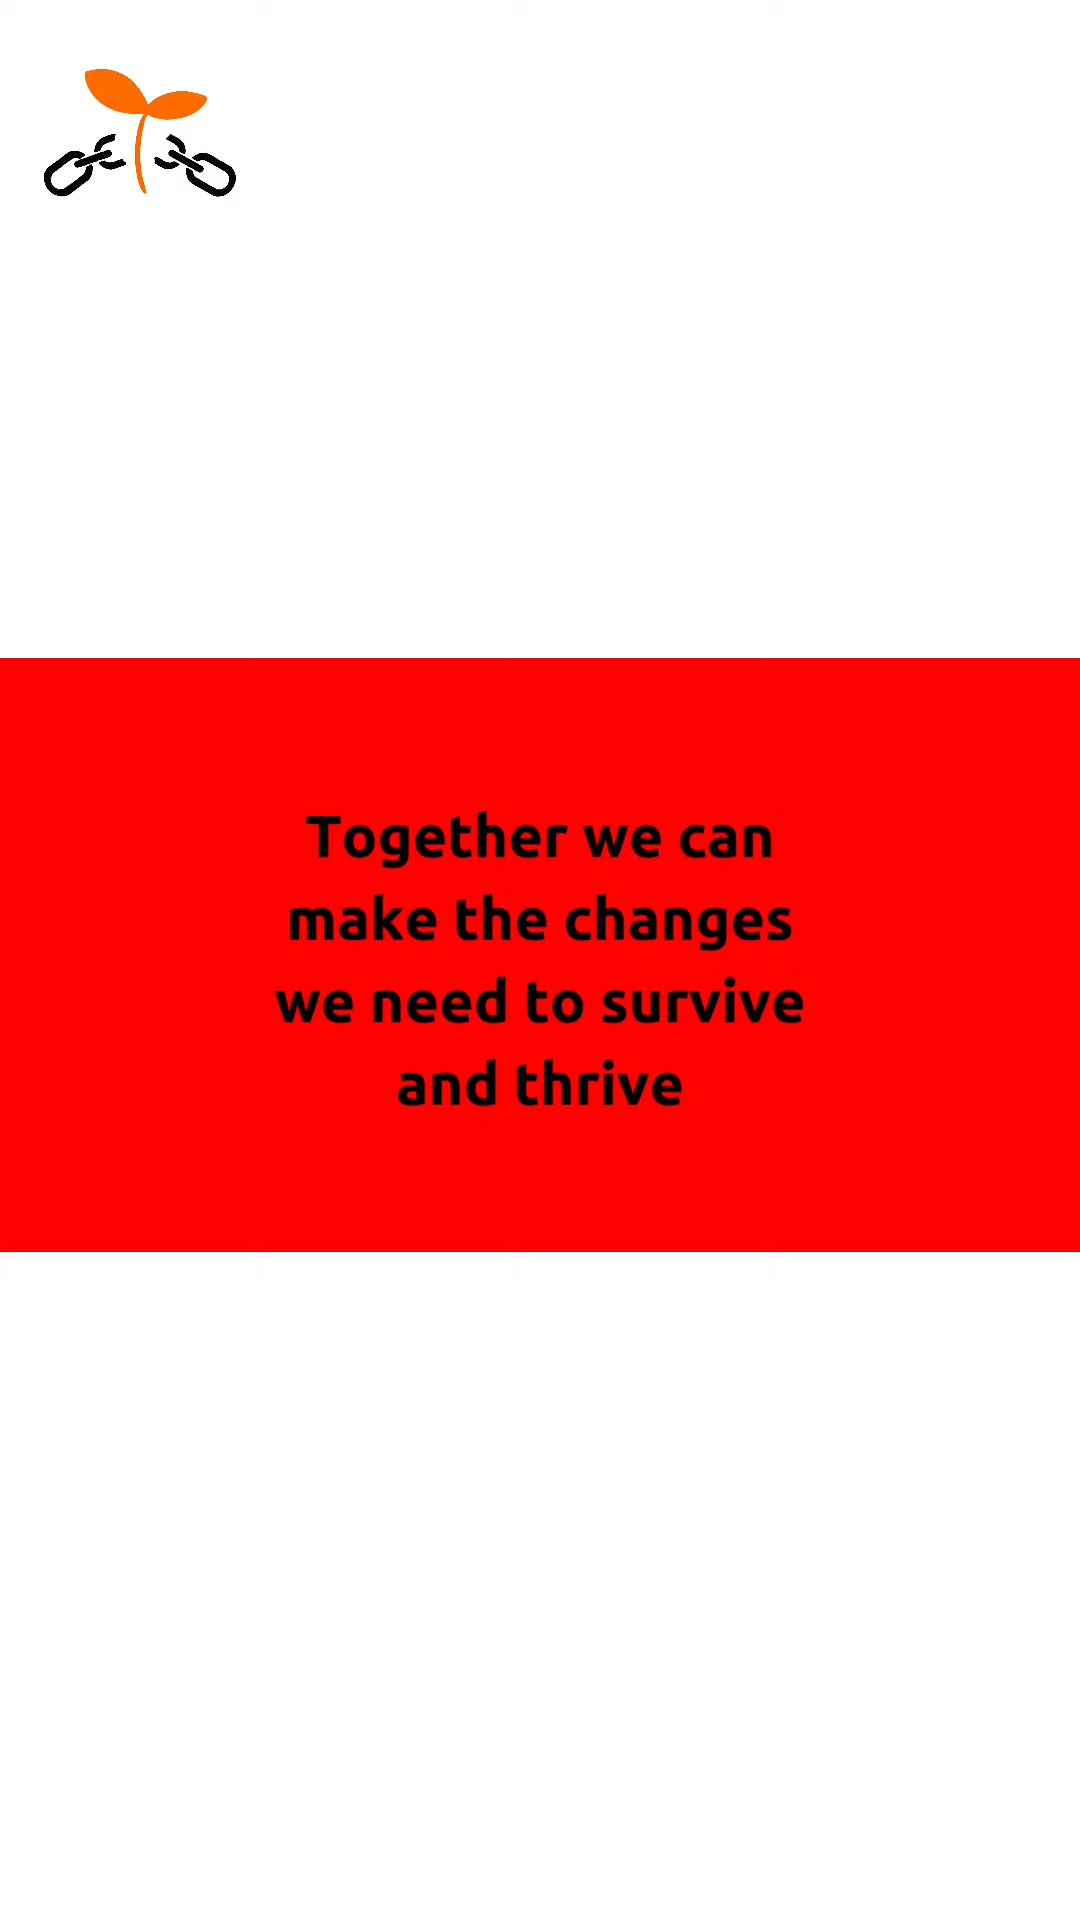 Together we can
make the changes
we need to survive
and thrive